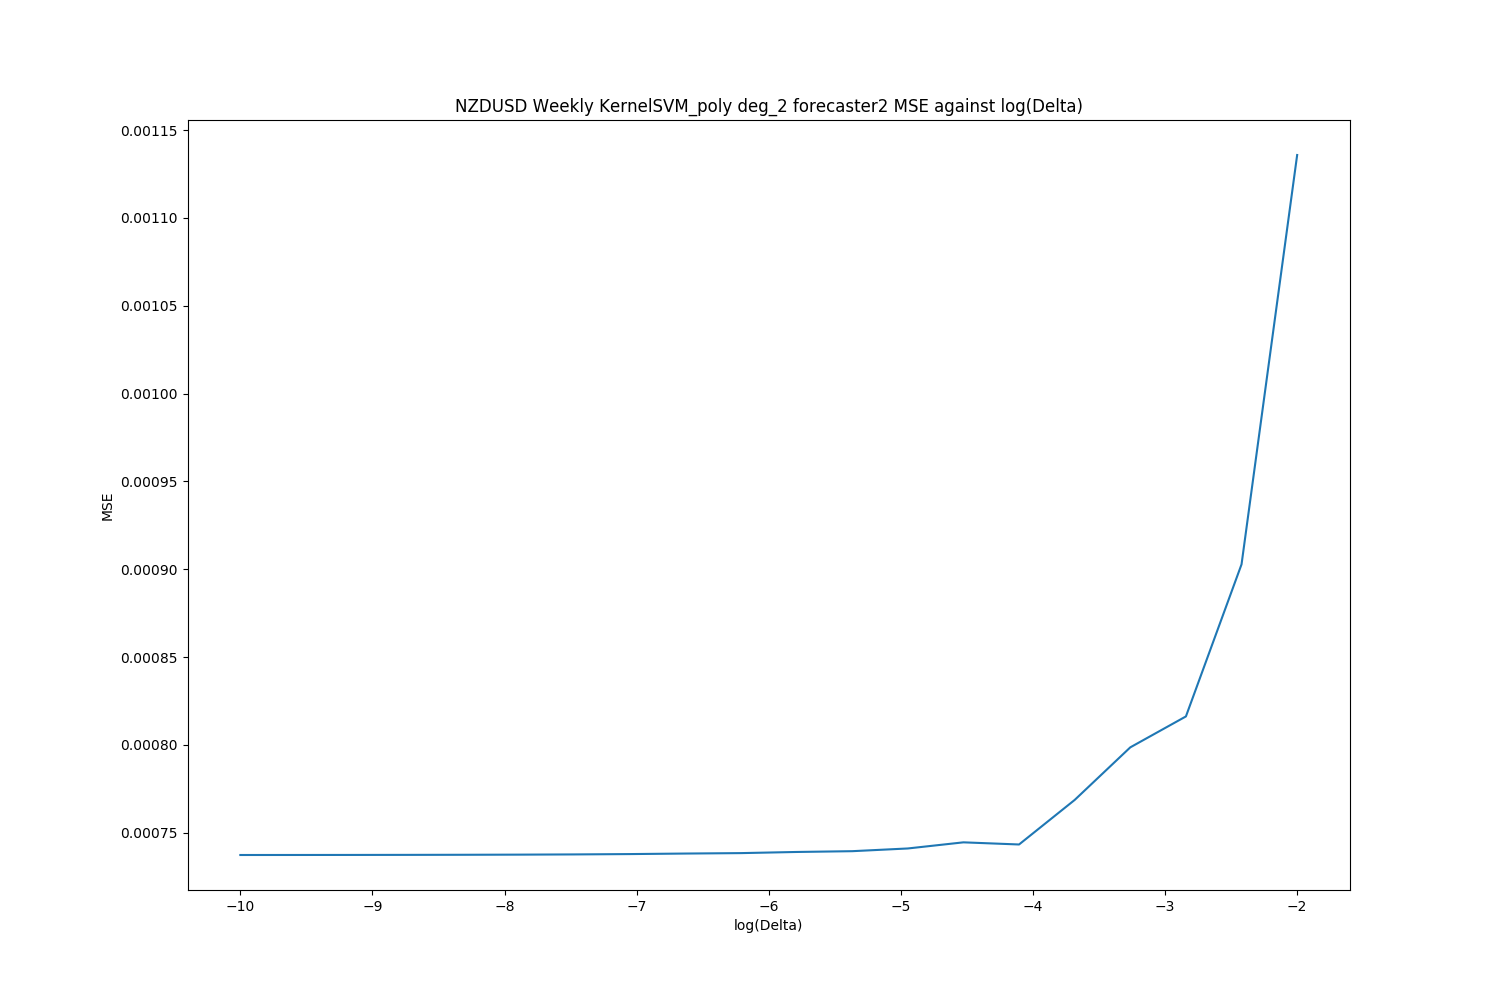 NZDUSD Weekly KernelSVM_poly deg_2 forecaster2 MSE against log(Delta)
0.00115
0.00110
0.00105
0.00100
0.00095
0.00090
0.00085
0.00080
0.00075
MSE
−10 −9 −8 −7 −6 −5 −4 −3 −2
log(Delta)